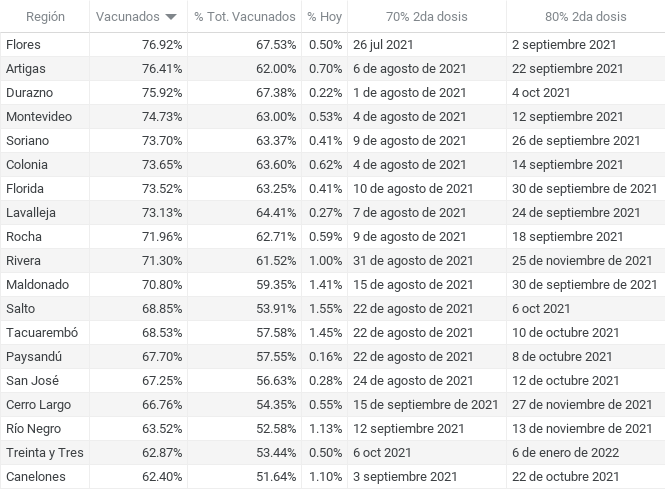 Región Vacunados % Tot. Vacunados % Hoy 70% 2da dosis 80% 2da dosis
Flores 76.92% 67.53% 0.50% 26 jul 2021 2 septiembre 2021
Artigas 76.41% 62.00% 0.70% 6 de agosto de 2021 22 septiembre 2021
Durazno 75.92% 67.38% 0.22% 1 de agosto de 2021 4 oct 2021
Montevideo 74.73% 63.00% 0.53% 4 de agosto de 2021 12 septiembre 2021
Soriano 73.70% 63.37% 0.41% 9 de agosto de 2021 26 de septiembre 2021
Colonia 73.65% 63.60% 0.62% 4 de agosto de 2021 14 septiembre 2021
Florida 73.52% 63.25% 0.41% 10 de agosto de 2021 30 de septiembre de 2021
Lavalleja 73.13% 64.41% 0.27% 7 de agosto de 2021 24 de septiembre 2021
Rocha 71.96% 62.71% 0.59% 9 de agosto de 2021 18 septiembre 2021
Rivera 71.30% 61.52% 1.00% 31 de agosto de 2021 25 de noviembre de 2021
Maldonado 70.80% 59.35% 1.41% 15 de agosto de 2021 30 de septiembre de 2021
Salto 68.85% 53.91% 1.55% 22 de agosto de 2021 6 oct 2021
Tacuarembó 68.53% 57.58% 1.45% 22 de agosto de 2021 10 de octubre 2021
Paysandú 67.70% 57.55% 0.16% 22 de agosto de 2021 8 de octubre 2021
San José 67.25% 56.63% 0.28% 24 de agosto de 2021 12 de octubre 2021
Cerro Largo 66.76% 54.35% 0.55% 15 de septiembre de 2021 27 de noviembre de 2021
Río Negro 63.52% 52.58% 1.13% 12 septiembre 2021 13 de noviembre de 2021
Treinta y Tres 62.87% 53.44% 0.50% 6 oct 2021 6 de enero de 2022
Canelones 62.40% 51.64% 1.10% 3 septiembre 2021 22 de octubre 2021